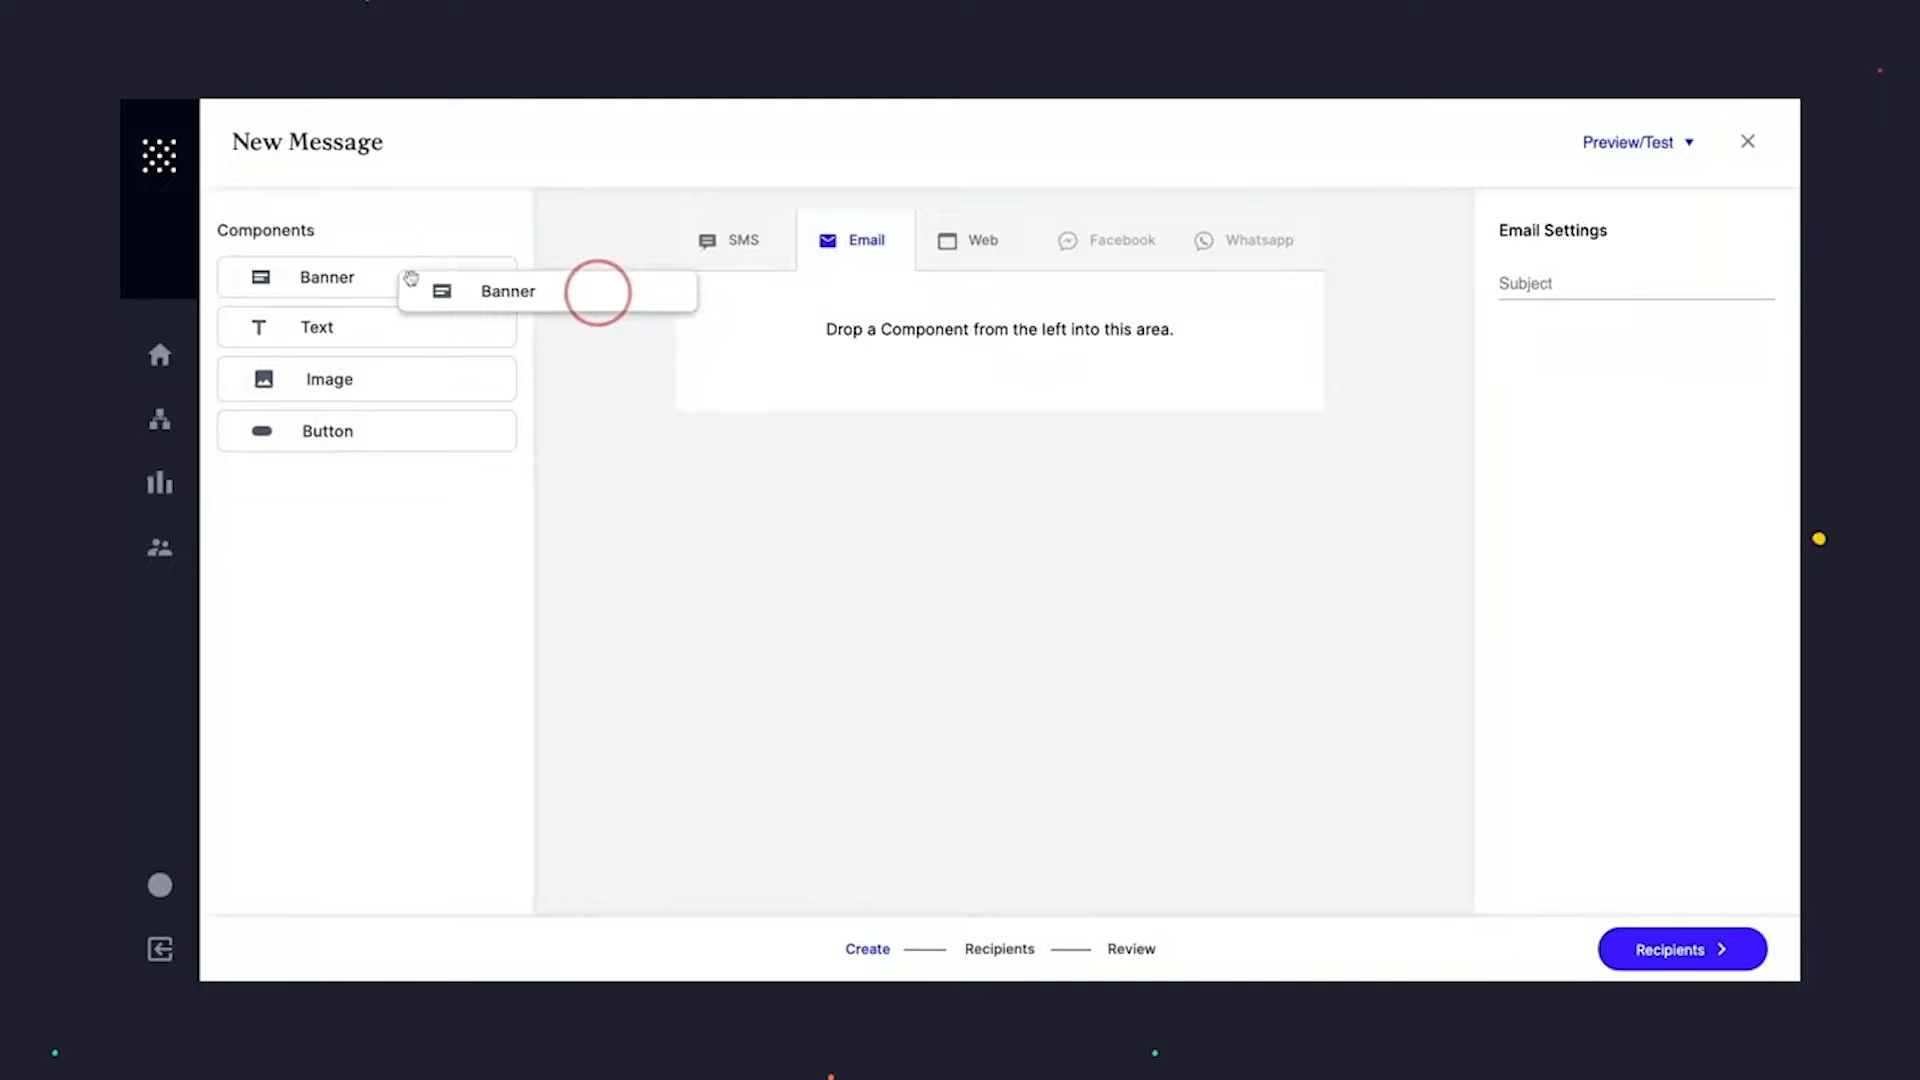 New Message
Preview/Test
Components
Banner
Banner
Text
Image
Button
SMS
Email
Web
Facebook
Whatsapp
Drop a Component from the left into this area.
Email Settings
Subject
Create
Recipients
Review
Recipients